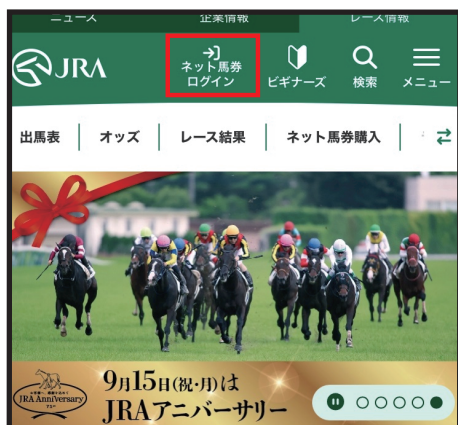 ニュース
企業情報
レース情報
JRA
ネット馬券
ログイン
ビギナーズ
検索
メニュー
出馬表
オッズ
レース結果
ネット馬券購入
JRA Anniversary
9月15日(祝・月)は
JRAアニバーサリー